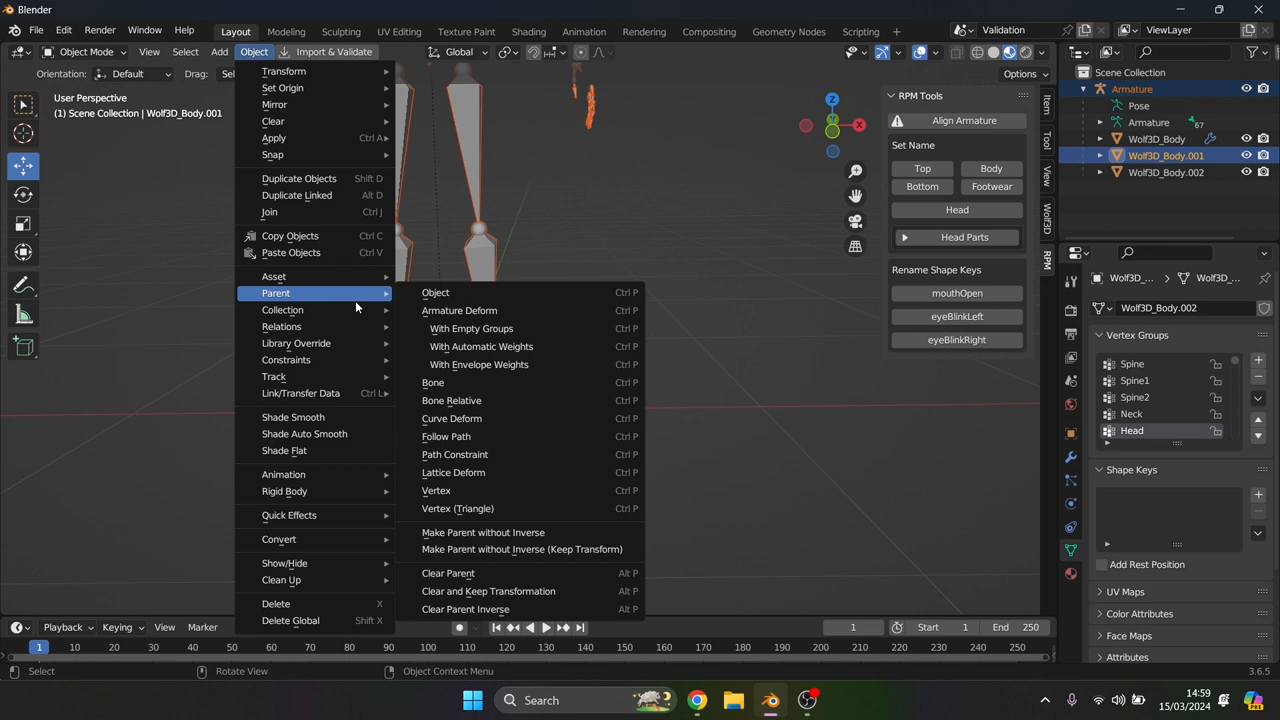 Blender
File Edit Render Window Help Layout Modeling Sculpting UV Editing Texture Paint Shading Animation Rendering Compositing Geometry Nodes Scripting + Validation ViewLayer
Object Mode View Select Add Object Import & Validate Global
Orientation: Default Drag: Options
User Perspective
(1) Scene Collection | Wolf3D_Body.001
Transform
Set Origin
Mirror
Clear
Apply Ctrl A
Snap
Duplicate Objects Shift D
Duplicate Linked Alt D
Join Ctrl J
Copy Objects Ctrl C
Paste Objects Ctrl V
Asset
Parent
Collection
Relations
Library Override
Constraints
Track
Link/Transfer Data Ctrl L
Shade Smooth
Shade Auto Smooth
Shade Flat
Animation
Rigid Body
Quick Effects
Convert
Show/Hide
Clean Up
Delete X
Delete Global Shift X
Object Ctrl P
Armature Deform Ctrl P
With Empty Groups Ctrl P
With Automatic Weights Ctrl P
With Envelope Weights Ctrl P
Bone Ctrl P
Bone Relative Ctrl P
Curve Deform Ctrl P
Follow Path Ctrl P
Path Constraint Ctrl P
Lattice Deform Ctrl P
Vertex Ctrl P
Vertex (Triangle) Ctrl P
Make Parent without Inverse
Make Parent without Inverse (Keep Transform)
Clear Parent Alt P
Clear and Keep Transformation Alt P
Clear Parent Inverse Alt P
Z
X
RPM Tools
Align Armature
Set Name
Top Body
Bottom Footwear
Head
Head Parts
Rename Shape Keys
mouthOpen
eyeBlinkLeft
eyeBlinkRight
Item
Tool
View
Wolf3D
RPM
Scene Collection
Armature
Pose
Armature 67
Wolf3D_Body
Wolf3D_Body.001
Wolf3D_Body.002
Wolf3D_... Wolf3D_...
Wolf3D_Body.002
Vertex Groups
Spine
Spine1
Spine2
Neck
Head
Shape Keys
Add Rest Position
UV Maps
Color Attributes
Face Maps
Attributes
Playback Keying View Marker 1 Start 1 End 250
1 10 20 30 40 50 60 70 80 90 100 110 120 130 140 150 160 170 180 190 200 210 220 230 240 250
Select Rotate View Object Context Menu 3.6.5
Search
14:59
15/03/2024
PRE